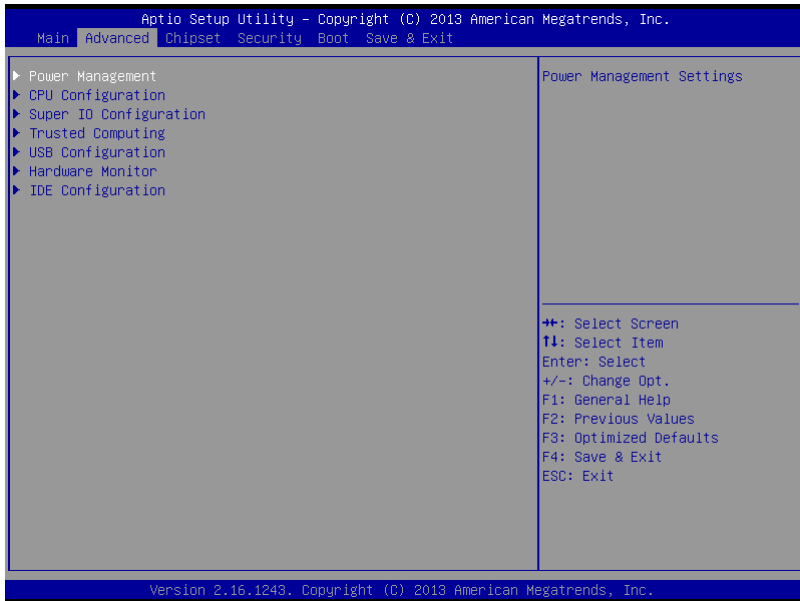 Aptio Setup Utility – Copyright (C) 2013 American Megatrends, Inc.
Main Advanced Chipset Security Boot Save & Exit
▶ Power Management
▶ CPU Configuration
▶ Super IO Configuration
▶ Trusted Computing
▶ USB Configuration
▶ Hardware Monitor
▶ IDE Configuration
Power Management Settings
→←: Select Screen
↑↓: Select Item
Enter: Select
+/-: Change Opt.
F1: General Help
F2: Previous Values
F3: Optimized Defaults
F4: Save & Exit
ESC: Exit
Version 2.16.1243. Copyright (C) 2013 American Megatrends, Inc.